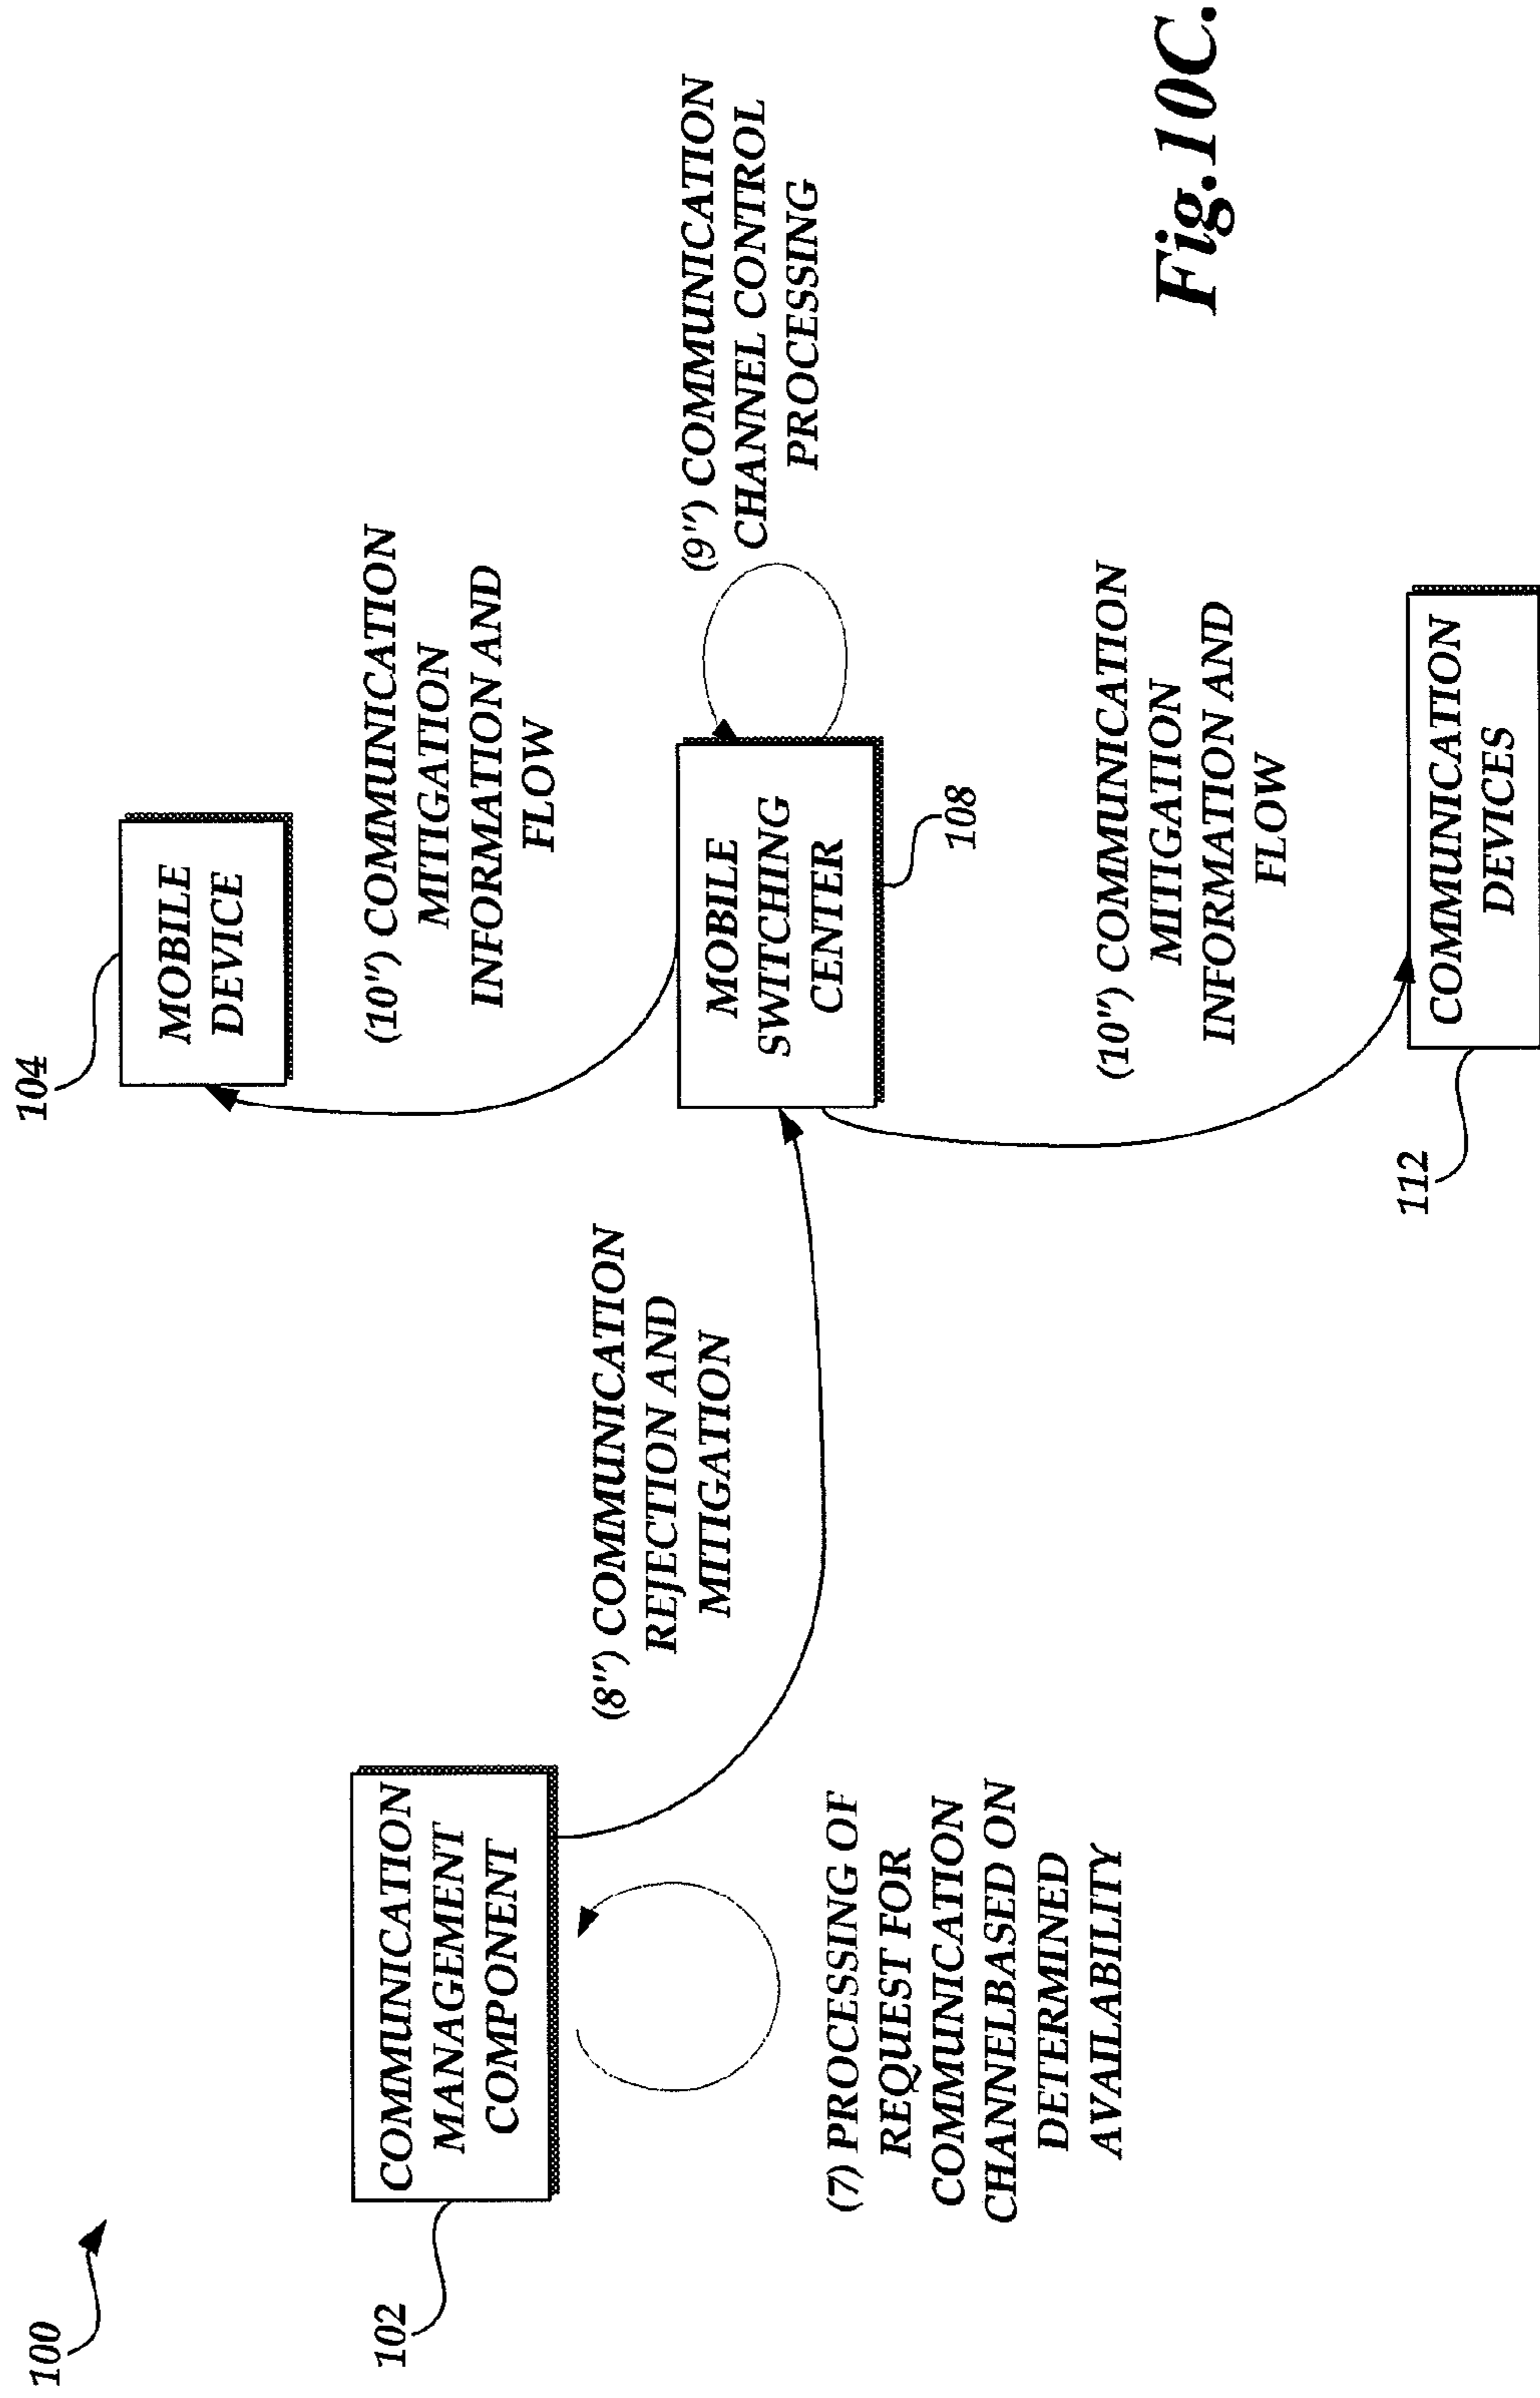 100
102
COMMUNICATION
MANAGEMENT
COMPONENT
(7) PROCESSING OF
REQUEST FOR
COMMUNICATION
CHANNELBASED ON
DETERMINED
AVAILABILITY
(8'') COMMUNICATION
REJECTION AND
MITIGATION
104
MOBILE
DEVICE
(10'') COMMUNICATION
MITIGATION
INFORMATION AND
FLOW
MOBILE
SWITCHING
CENTER
108
(9'') COMMUNICATION
CHANNEL CONTROL
PROCESSING
(10'') COMMUNICATION
MITIGATION
INFORMATION AND
FLOW
112
COMMUNICATION
DEVICES
Fig.10C.